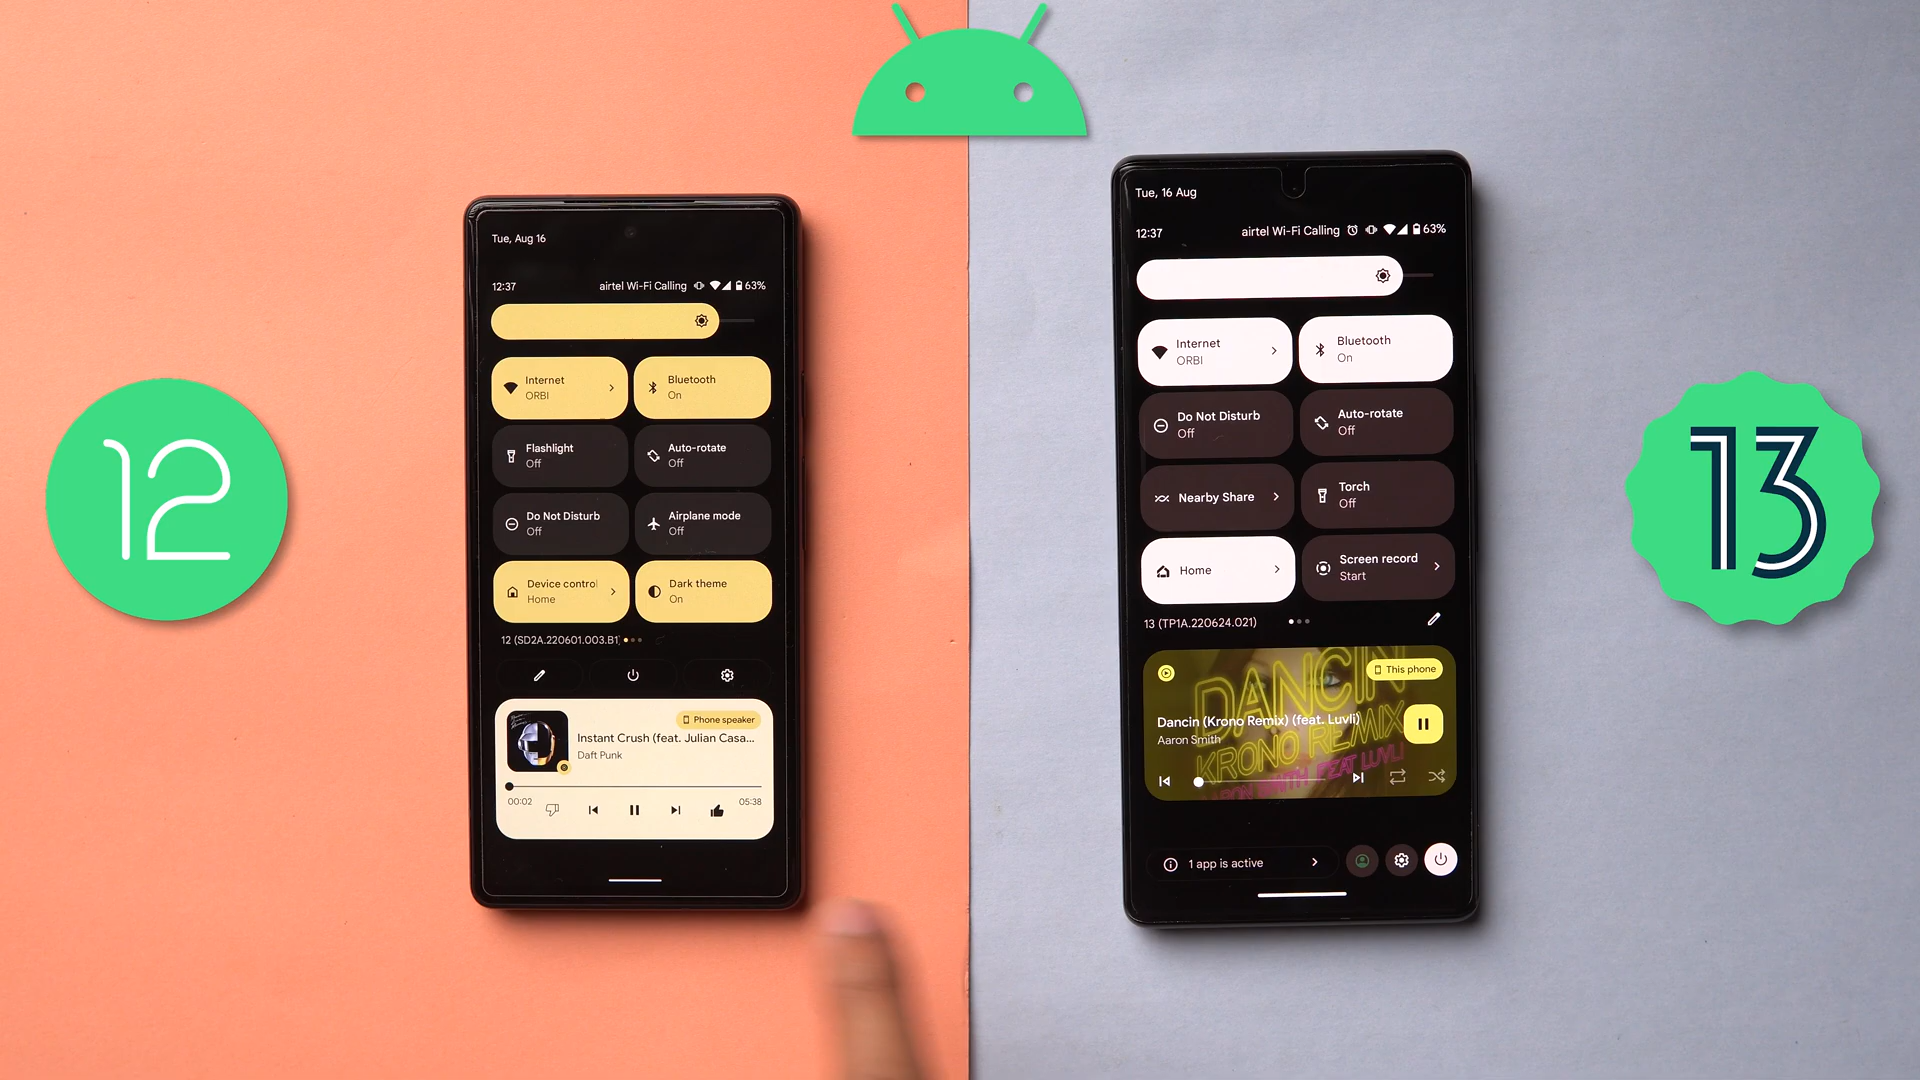 12
Tue, Aug 16
12:37
airtel Wi-Fi Calling
63%
Internet
ORBI
Bluetooth
On
Flashlight
Off
Auto-rotate
Off
Do Not Disturb
Off
Airplane mode
Off
Device control
Home
Dark theme
On
12 (SD2A.220601.003.B1)
Phone speaker
Instant Crush (feat. Julian Casa...
Daft Punk
00:02
05:38
Tue, 16 Aug
12:37
airtel Wi-Fi Calling
63%
Internet
ORBI
Bluetooth
On
Do Not Disturb
Off
Auto-rotate
Off
Nearby Share
Torch
Off
Home
Screen record
Start
13 (TP1A.220624.021)
This phone
DANCIN
Dancin (Krono Remix) (feat. Luvli)
Aaron Smith
KRONO REMIX
FEAT LUVLI
1 app is active
13